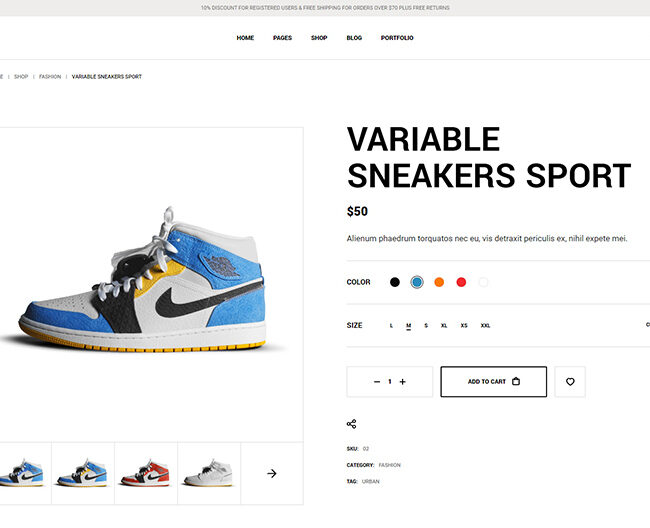 10% DISCOUNT FOR REGISTERED USERS & FREE SHIPPING FOR ORDERS OVER $70 PLUS FREE RETURNS
HOME PAGES SHOP BLOG PORTFOLIO
E | SHOP | FASHION | VARIABLE SNEAKERS SPORT
VARIABLE
SNEAKERS SPORT
$50
Alienum phaedrum torquatos nec eu, vis detraxit periculis ex, nihil expete mei.
COLOR
SIZE L M S XL XS XXL C
1 ADD TO CART
SKU: 02
CATEGORY: FASHION
TAG: URBAN